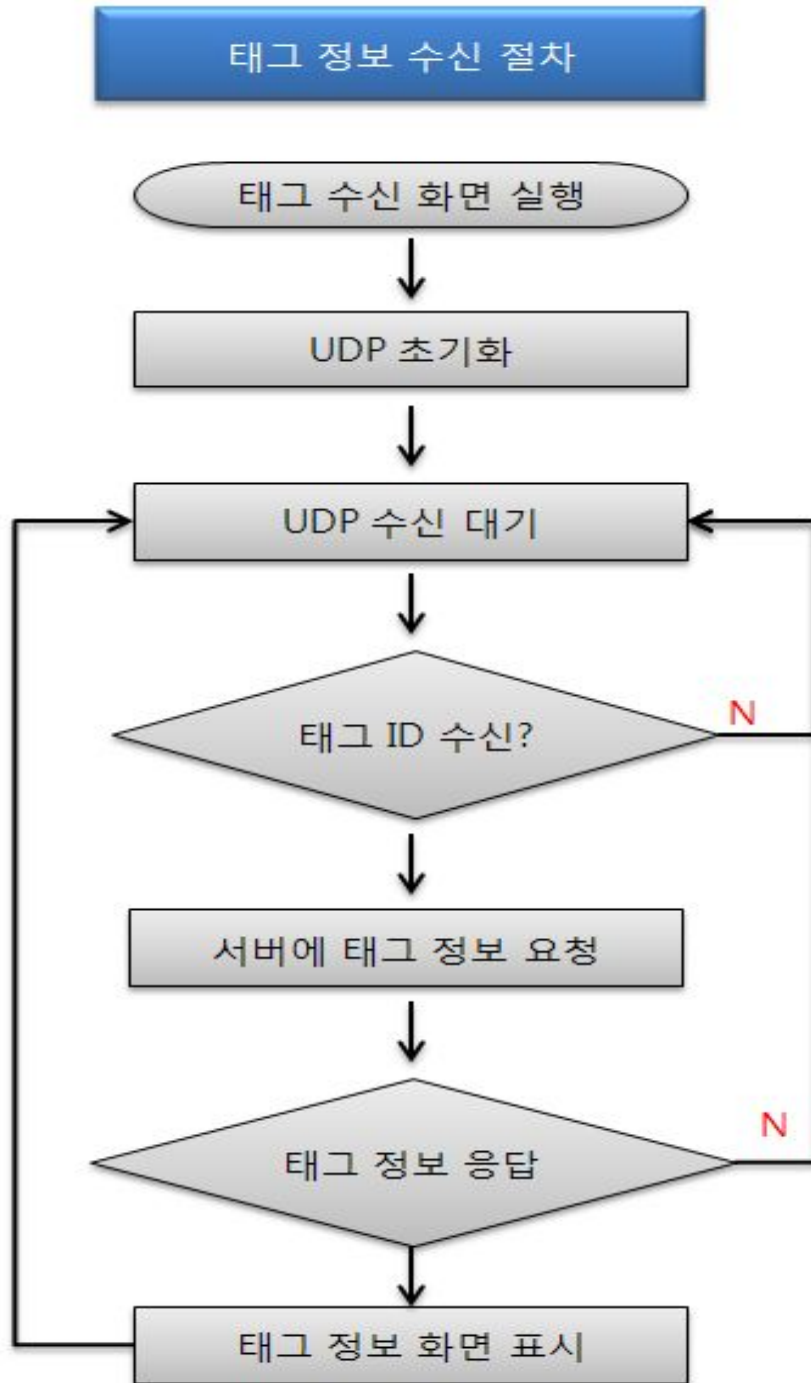 태그 정보 수신 절차
태그 수신 화면 실행
UDP 초기화
UDP 수신 대기
태그 ID 수신?
N
서버에 태그 정보 요청
태그 정보 응답
N
태그 정보 화면 표시